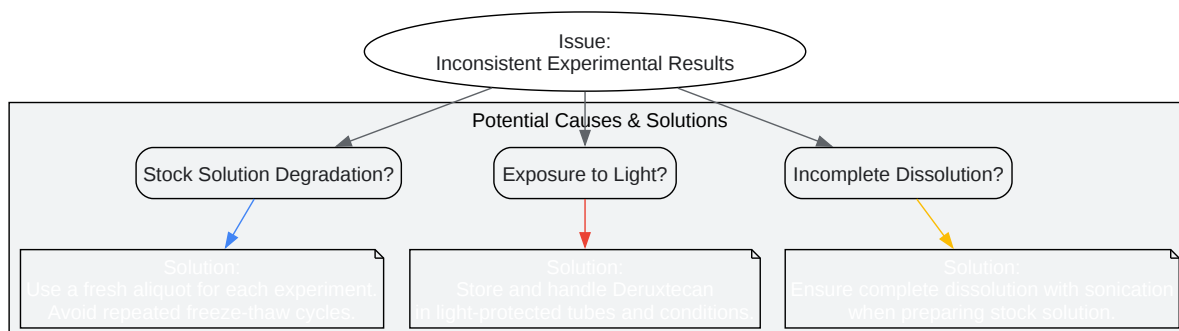 Issue:
Inconsistent Experimental Results
Potential Causes & Solutions
Stock Solution Degradation?
Exposure to Light?
Incomplete Dissolution?
Solution:
Use a fresh aliquot for each experiment.
Avoid repeated freeze-thaw cycles.
Solution:
Store and handle Deruxtecan
in light-protected tubes and conditions.
Solution:
Ensure complete dissolution with sonication
when preparing stock solution.